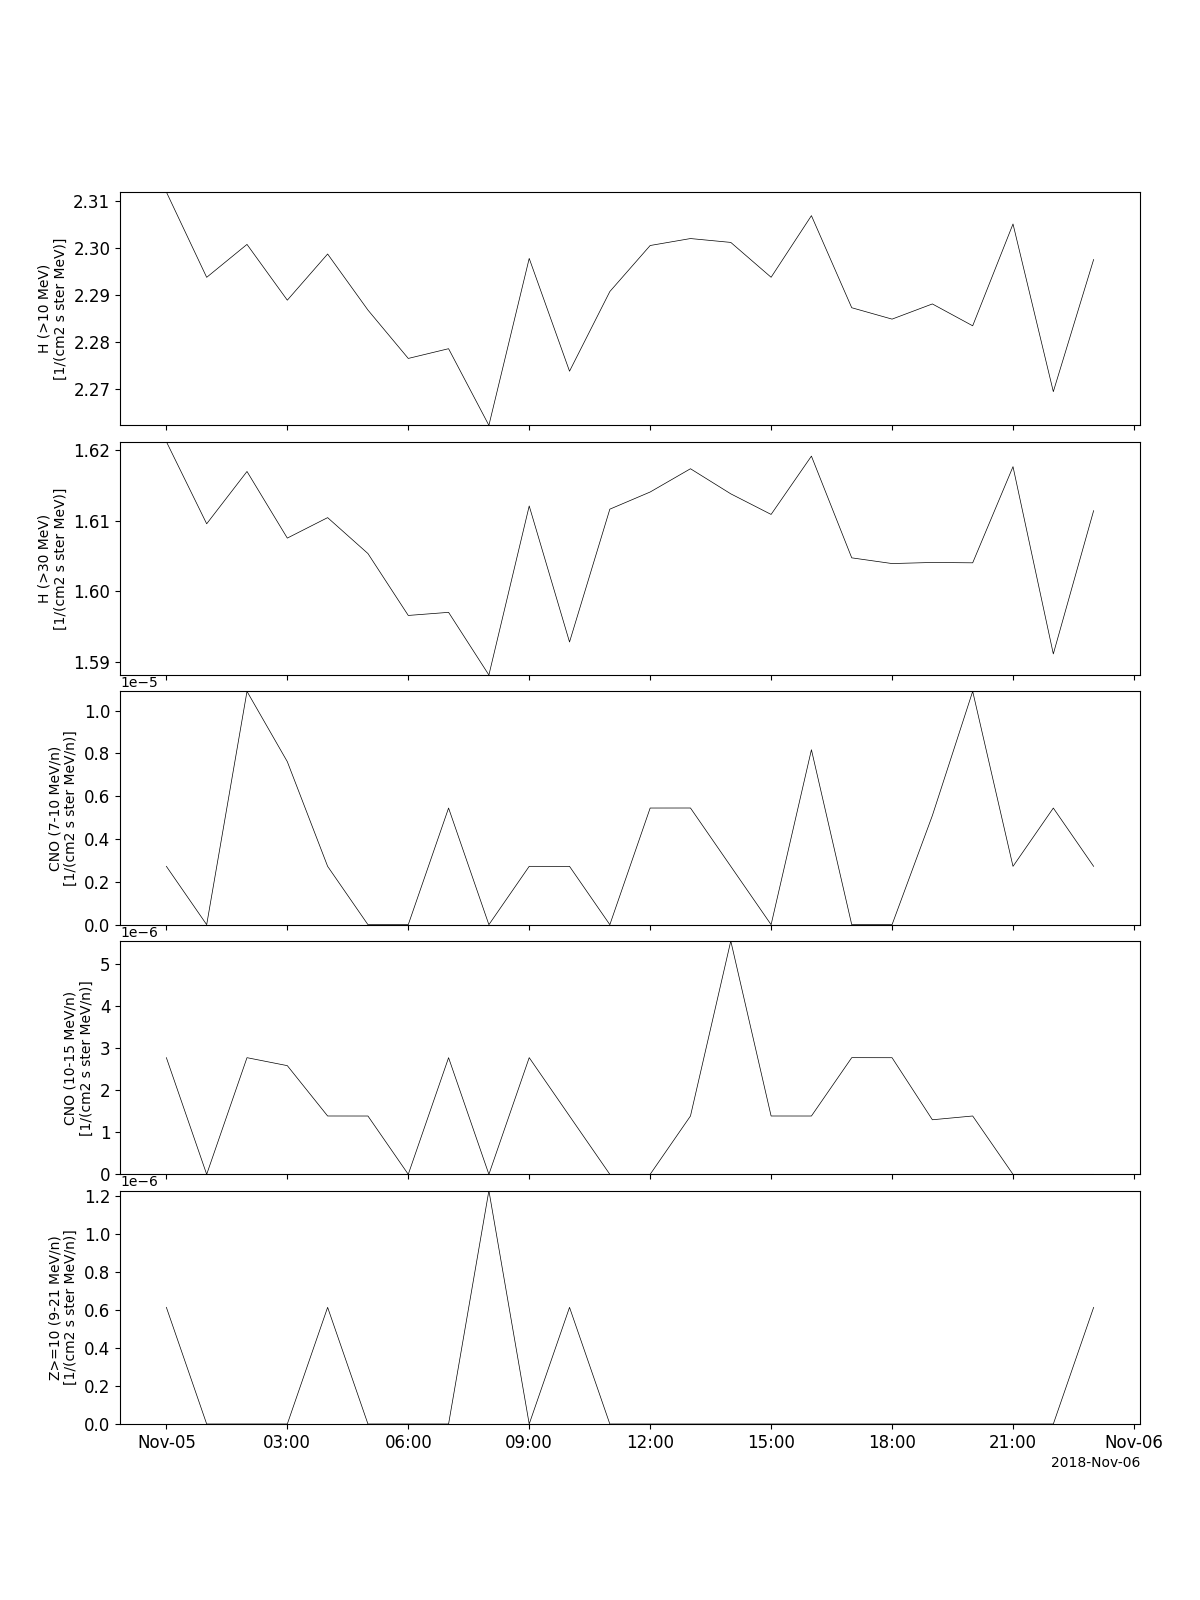 H (>10 MeV)
[1/(cm2 s ster MeV)]
2.31
2.30
2.29
2.28
2.27
H (>30 MeV)
[1/(cm2 s ster MeV)]
1.62
1.61
1.60
1.59
1e−5
CNO (7-10 MeV/n)
[1/(cm2 s ster MeV/n)]
1.0
0.8
0.6
0.4
0.2
0.0
1e−6
CNO (10-15 MeV/n)
[1/(cm2 s ster MeV/n)]
5
4
3
2
1
0
1e−6
Z>=10 (9-21 MeV/n)
[1/(cm2 s ster MeV/n)]
1.2
1.0
0.8
0.6
0.4
0.2
0.0
Nov-05 03:00 06:00 09:00 12:00 15:00 18:00 21:00 Nov-06
2018-Nov-06